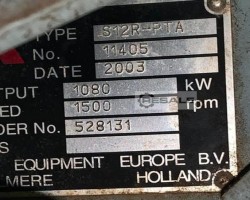 TYPE S12R-PTA
No. 11405
DATE 2003
TPUT 1080 kW
ED 1500 rpm
DER No. 528131
S
EQUIPMENT EUROPE B.V.
MERE HOLLAND